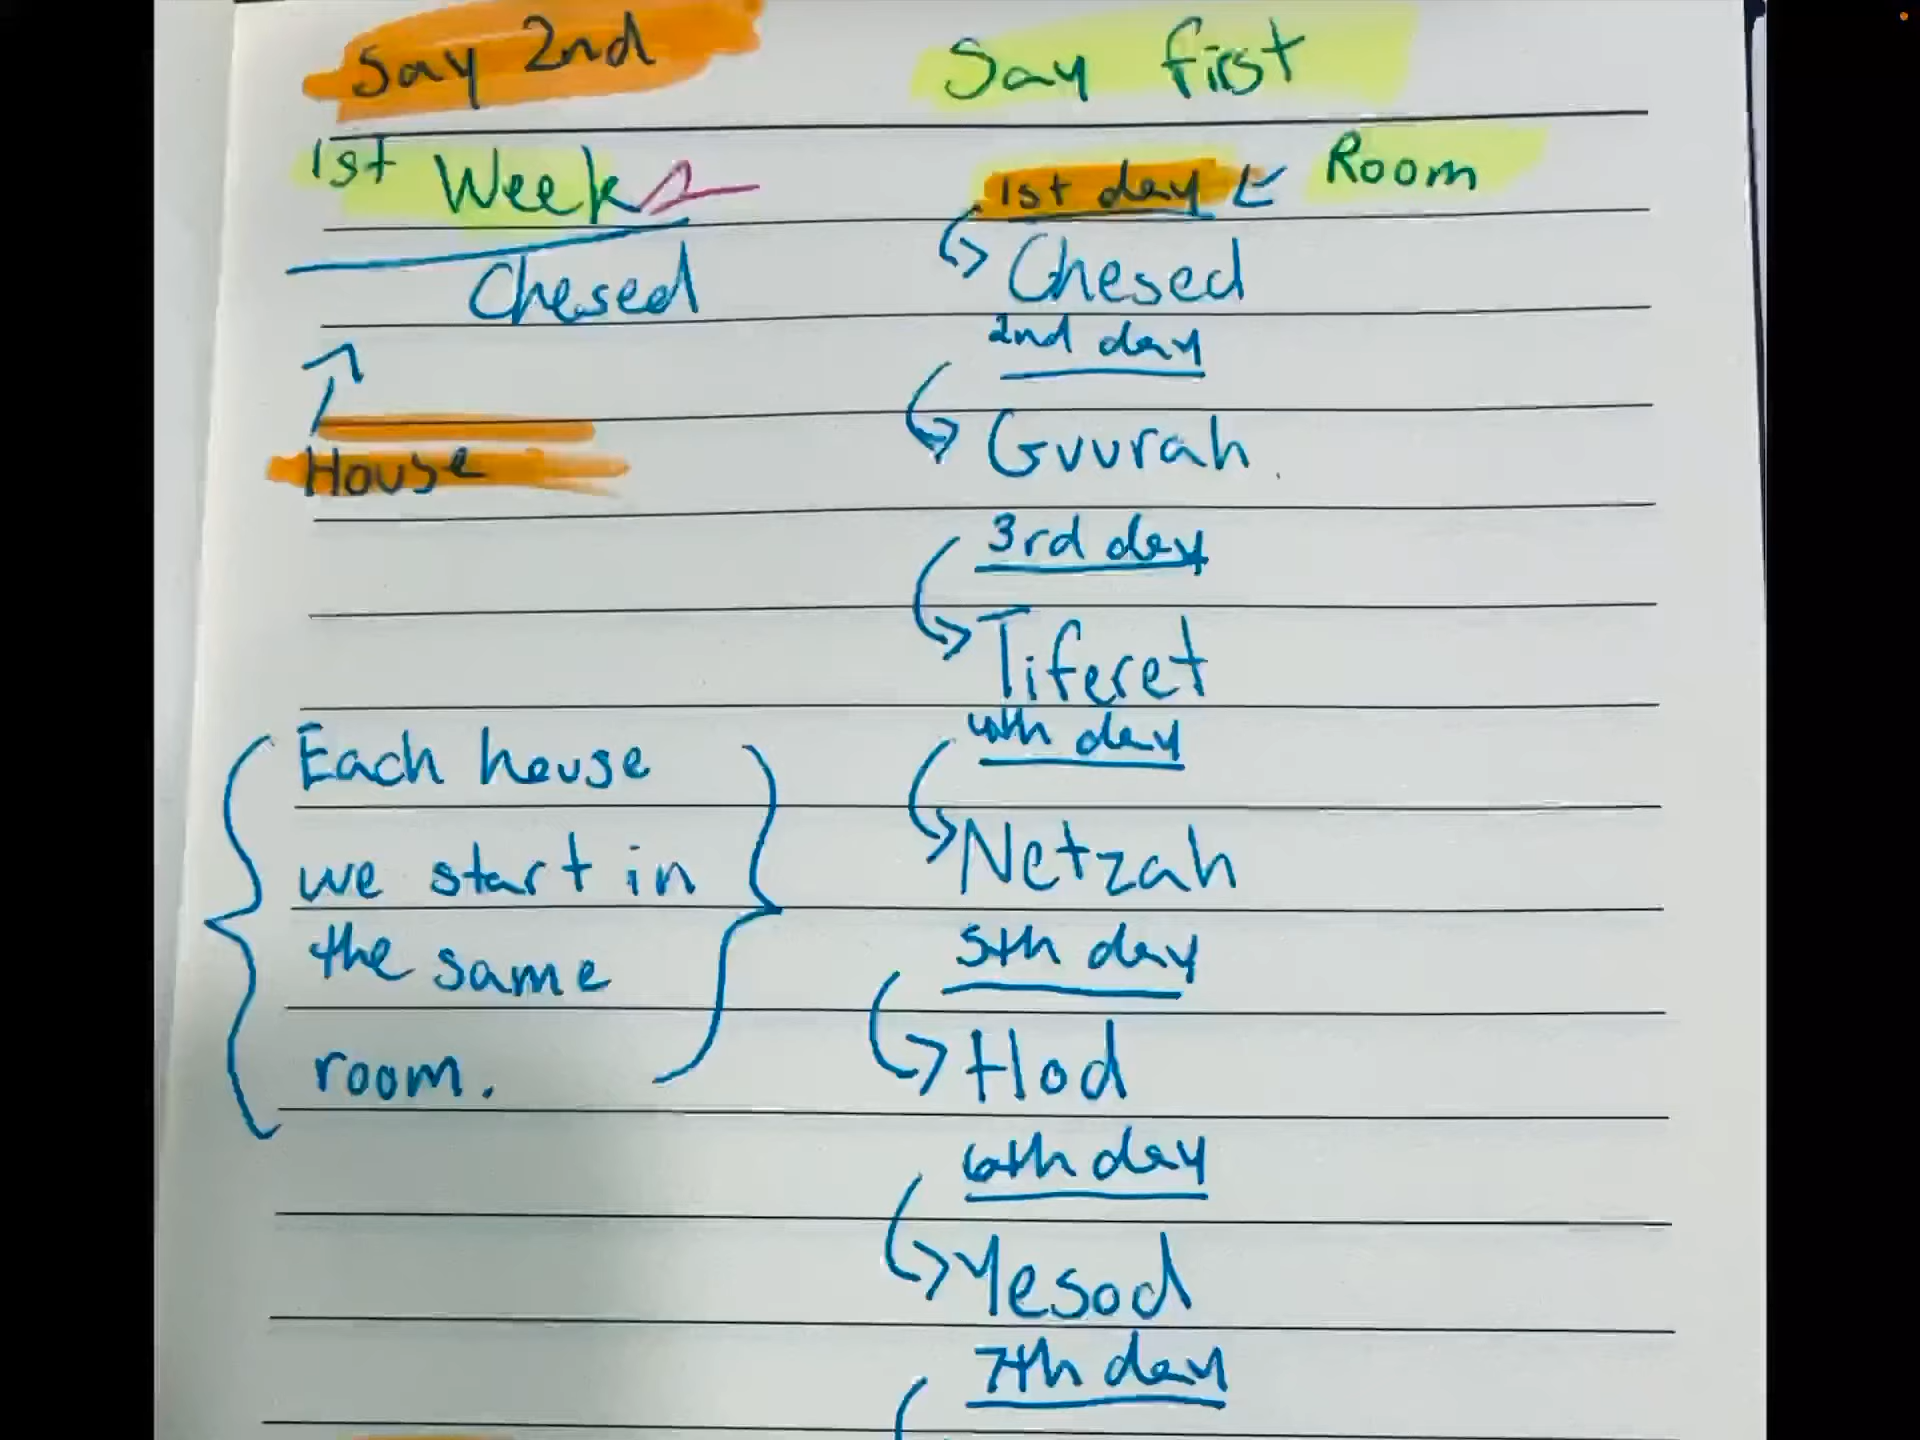 Say 2nd
Say first
1st Week
1st day
Room
Chesed
Chesed
2nd day
Gvurah
House
3rd day
Tiferet
4th day
Each house
we start in
the same
room.
Netzah
5th day
Hod
6th day
Yesod
7th day